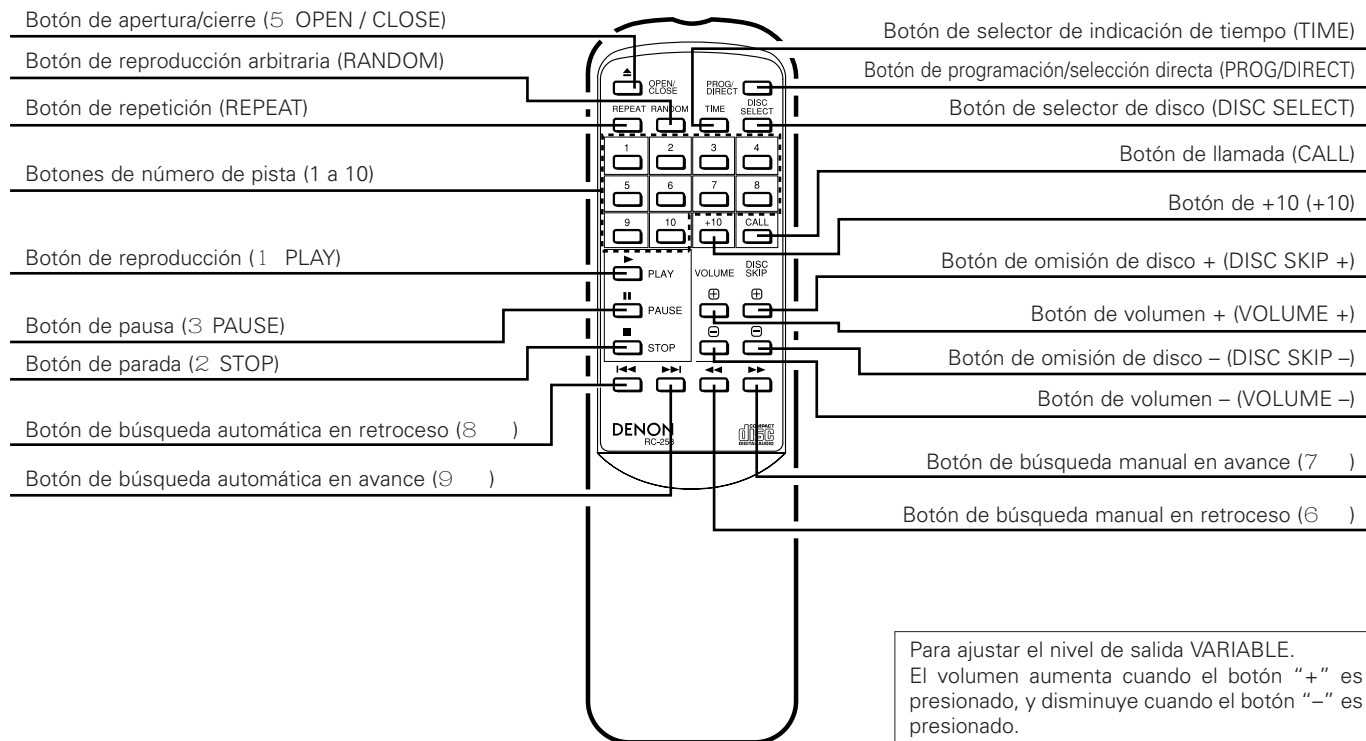 Botón de apertura/cierre (5 OPEN / CLOSE)
Botón de reproducción arbitraria (RANDOM)
Botón de repetición (REPEAT)
Botones de número de pista (1 a 10)
Botón de reproducción (1 PLAY)
Botón de pausa (3 PAUSE)
Botón de parada (2 STOP)
Botón de búsqueda automática en retroceso (8 )
Botón de búsqueda automática en avance (9 )
OPEN/
CLOSE
PROG/
DIRECT
REPEAT RANDOM TIME DISC
SELECT
1 2 3 4
5 6 7 8
9 10 +10 CALL
PLAY VOLUME DISC
SKIP
PAUSE
STOP
DENON
RC-253
COMPACT
disc
DIGITAL AUDIO
Botón de selector de indicación de tiempo (TIME)
Botón de programación/selección directa (PROG/DIRECT)
Botón de selector de disco (DISC SELECT)
Botón de llamada (CALL)
Botón de +10 (+10)
Botón de omisión de disco + (DISC SKIP +)
Botón de volumen + (VOLUME +)
Botón de omisión de disco – (DISC SKIP –)
Botón de volumen – (VOLUME –)
Botón de búsqueda manual en avance (7 )
Botón de búsqueda manual en retroceso (6 )
Para ajustar el nivel de salida VARIABLE.
El volumen aumenta cuando el botón “+” es
presionado, y disminuye cuando el botón “–” es
presionado.